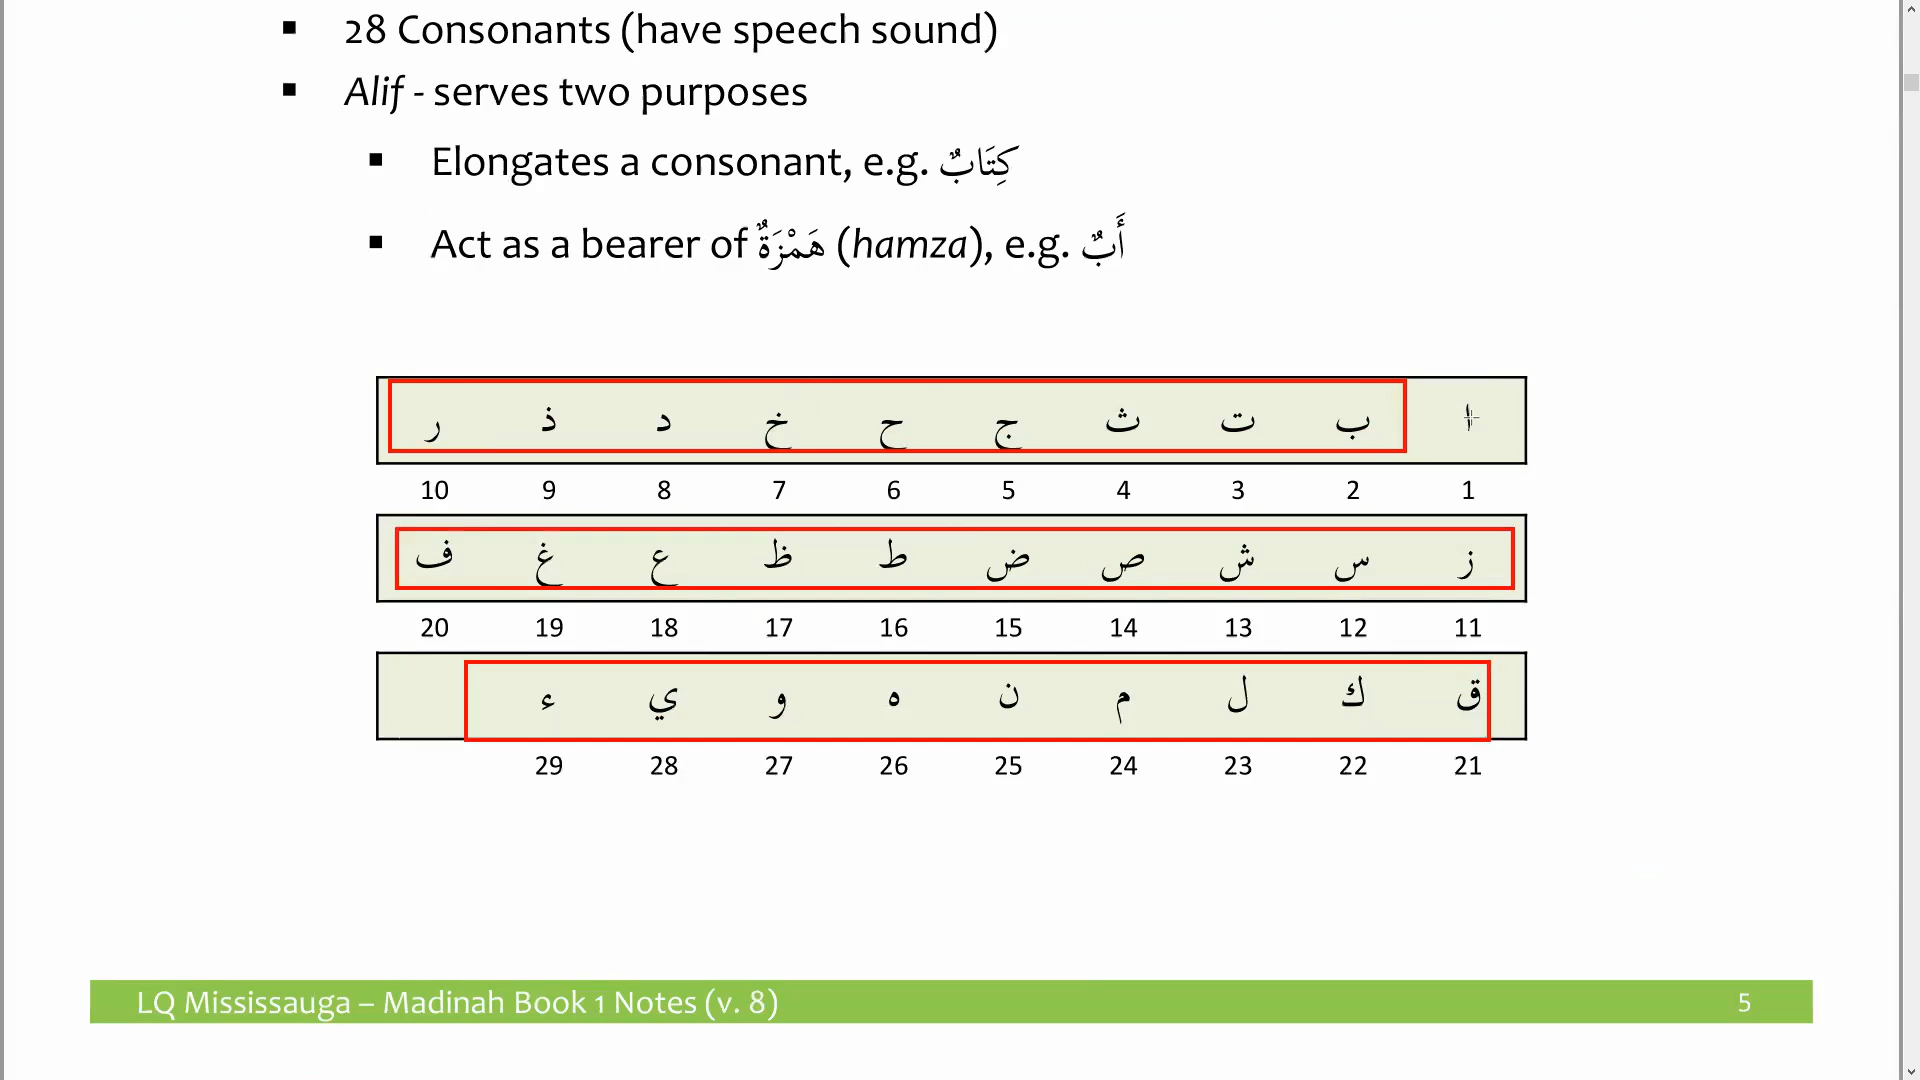 ▪ 28 Consonants (have speech sound)
▪ Alif - serves two purposes
▪ Elongates a consonant, e.g. كِتَابٌ
▪ Act as a bearer of هَمْزَةٌ (hamza), e.g. أَبٌ
ا ب ت ث ج ح خ د ذ ر
10 9 8 7 6 5 4 3 2 1
ز س ش ص ض ط ظ ع غ ف
20 19 18 17 16 15 14 13 12 11
ق ك ل م ن ه و ي ء
29 28 27 26 25 24 23 22 21
LQ Mississauga – Madinah Book 1 Notes (v. 8) 5